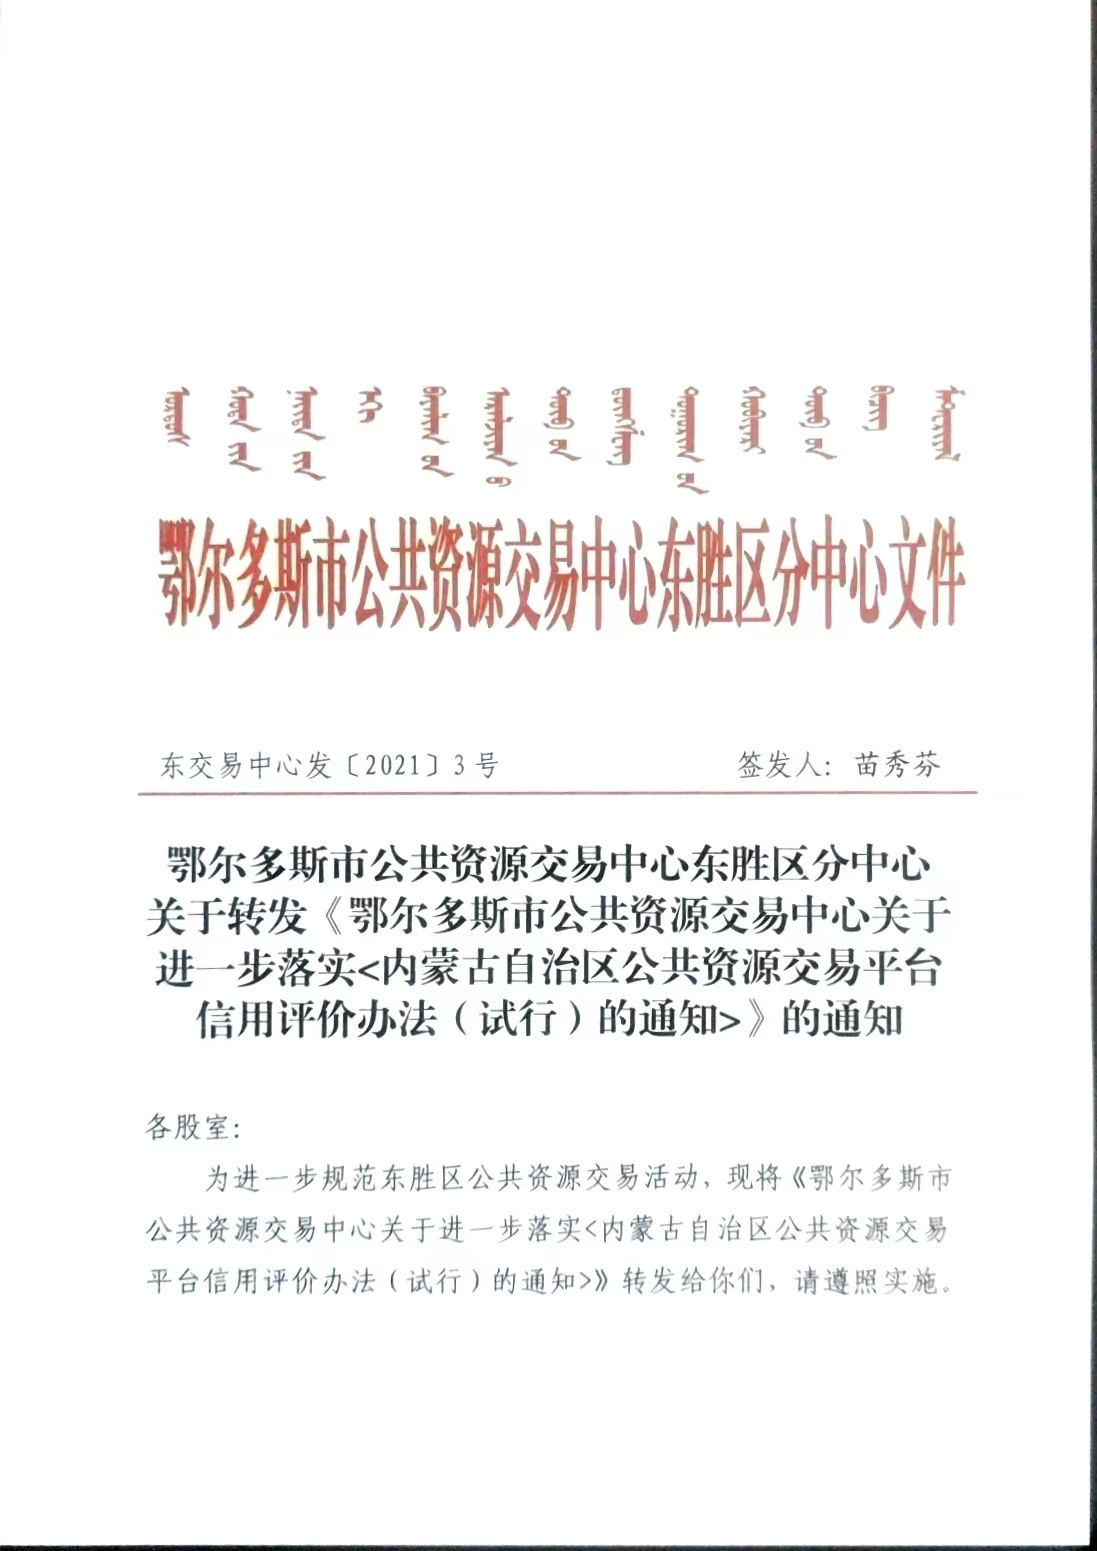 鄂尔多斯市公共资源交易中心东胜区分中心文件
东交易中心发〔2021〕3号 签发人：苗秀芬
鄂尔多斯市公共资源交易中心东胜区分中心
关于转发《鄂尔多斯市公共资源交易中心关于
进一步落实<内蒙古自治区公共资源交易平台
信用评价办法（试行）的通知>》的通知
各股室：
为进一步规范东胜区公共资源交易活动，现将《鄂尔多斯市
公共资源交易中心关于进一步落实<内蒙古自治区公共资源交易
平台信用评价办法（试行）的通知>》转发给你们，请遵照实施。